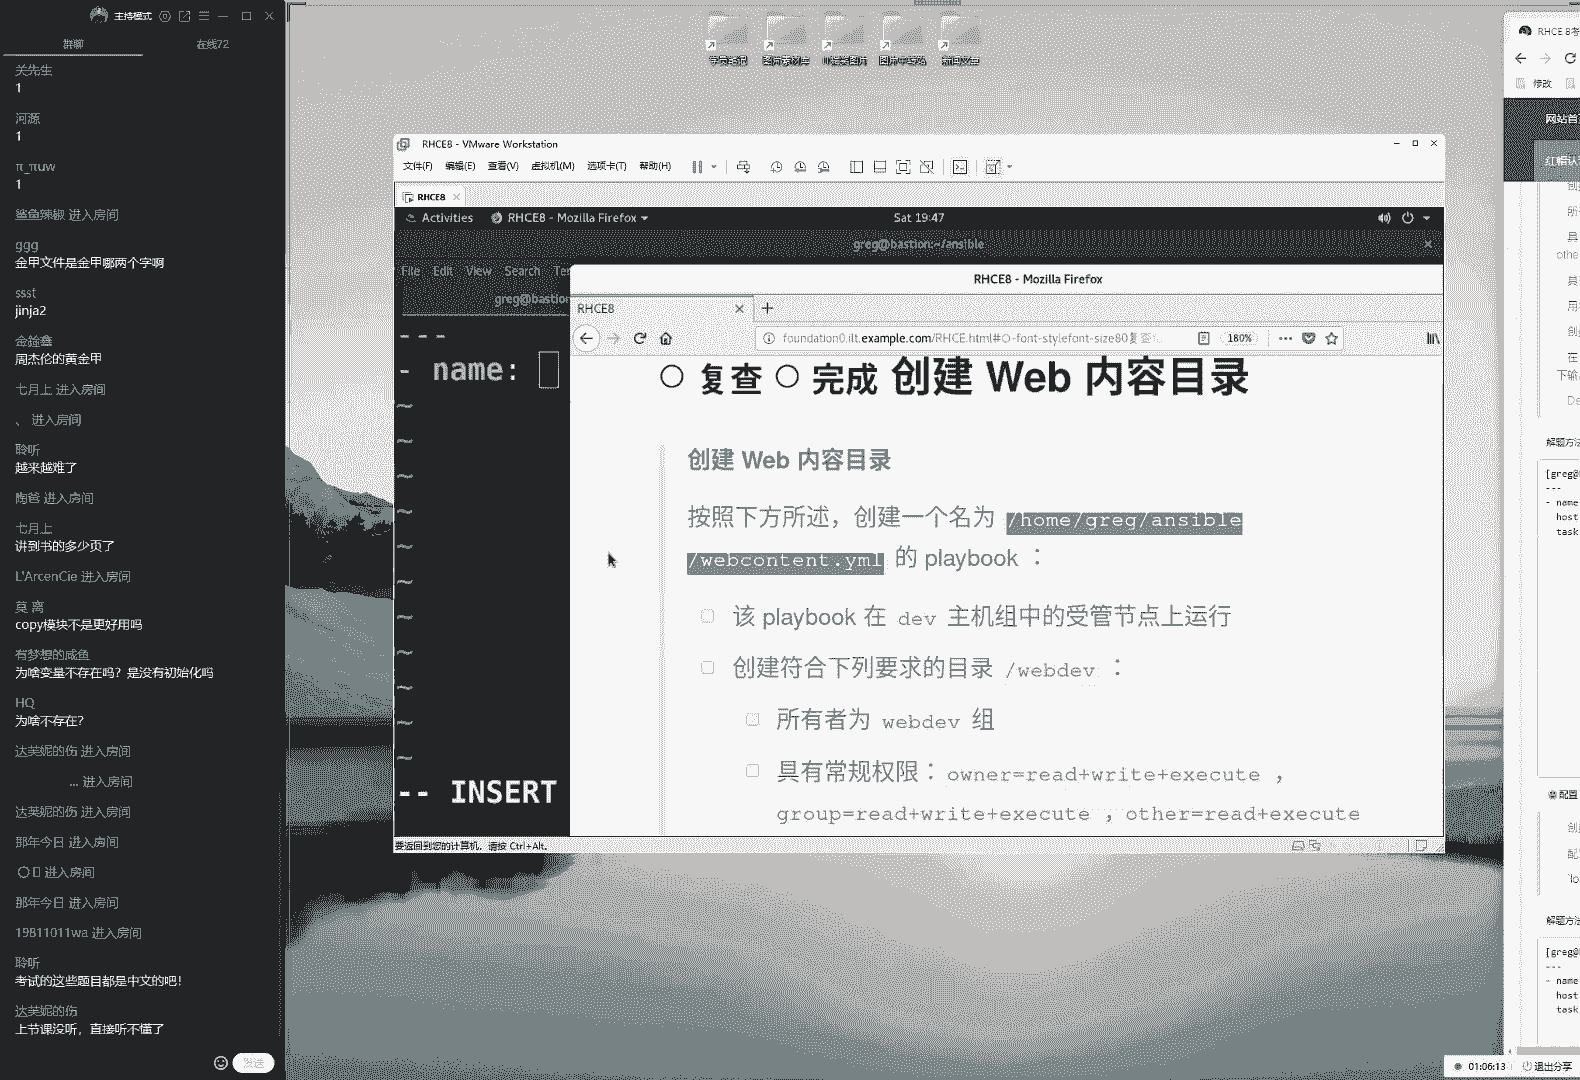 主持模式
群聊
在线72
关先生
1
河源
1
π_πuw
1
鲨鱼辣椒 进入房间
ggg
金甲文件是金甲哪两个字啊
ssst
jinja2
周杰伦的黄金甲
七月上 进入房间
、 进入房间
聆听
越来越难了
陶爸 进入房间
七月上
讲到书的多少页了
L'ArcenCie 进入房间
莫 离
copy模块不是更好用吗
有梦想的咸鱼
为啥变量不存在吗？是没有初始化吗
HQ
为啥不存在？
达芙妮的伤 进入房间
... 进入房间
达芙妮的伤 进入房间
那年今日 进入房间
进入房间
那年今日 进入房间
19811011wa 进入房间
聆听
考试的这些题目都是中文的吧！
达芙妮的伤
上节课没听，直接听不懂了
发送
学员笔记
RHCE8 - VMware Workstation
文件(F) 编辑(E) 查看(V) 虚拟机(M) 选项卡(T) 帮助(H)
RHCE8
Activities
RHCE8 - Mozilla Firefox
Sat 19:47
greg@bastion:~/ansible
File Edit View Search Ter
greg@bastion
---
- name:
~
~
~
~
~
~
~
~
~
~
~
-- INSERT
RHCE8 - Mozilla Firefox
RHCE8
foundation0.ilt.example.com/RHCE.html#O-font-stylefont-size80复查
180%
复查 完成 创建 Web 内容目录
创建 Web 内容目录
按照下方所述，创建一个名为 /home/greg/ansible
/webcontent.yml 的 playbook ：
该 playbook 在 dev 主机组中的受管节点上运行
创建符合下列要求的目录 /webdev ：
所有者为 webdev 组
具有常规权限：owner=read+write+execute ，
group=read+write+execute ，other=read+execute
要返回到您的计算机，请按 Ctrl+Alt。
RHCE 8考
修改
网站首
红帽认
othe
下输
De
解题方法
[greg@
---
- name
host
task
配置
解题方法
[greg@
---
- name
host
task
01:06:13
退出分享